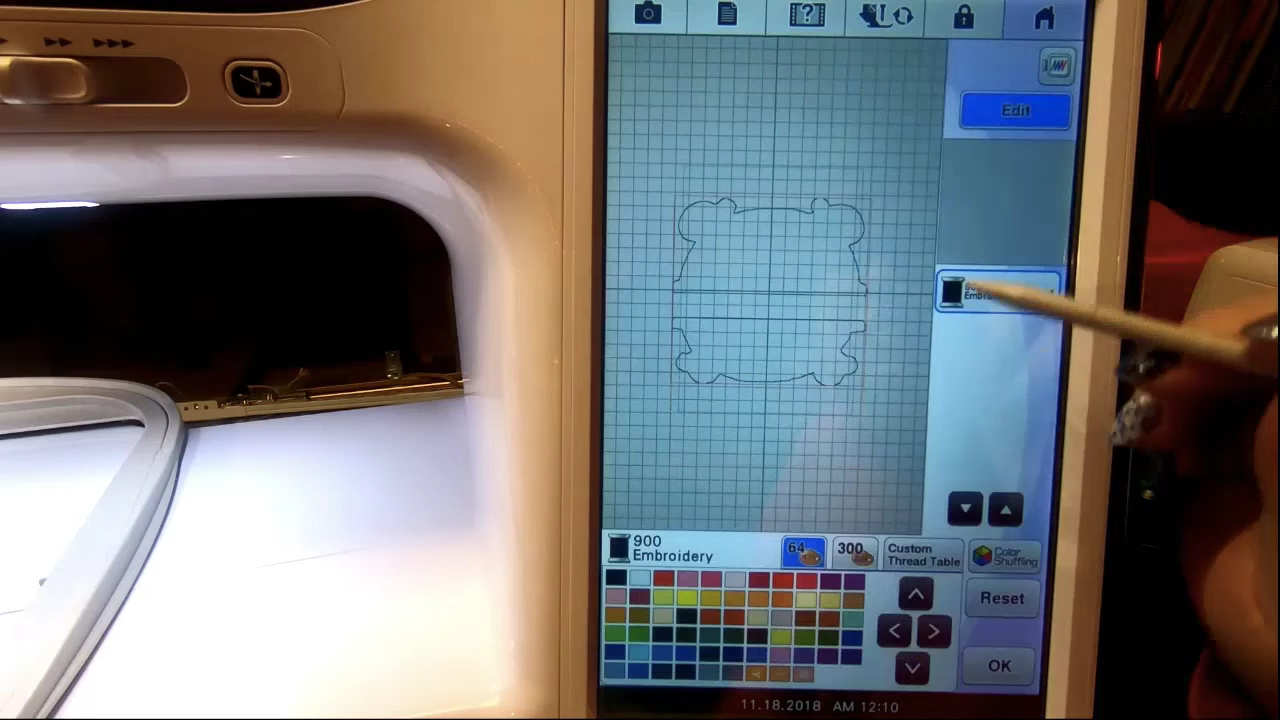 Edit
900
Embroidery
64
300
Custom
Thread Table
Color
Shuffling
Reset
OK
11.18.2018 AM 12:10